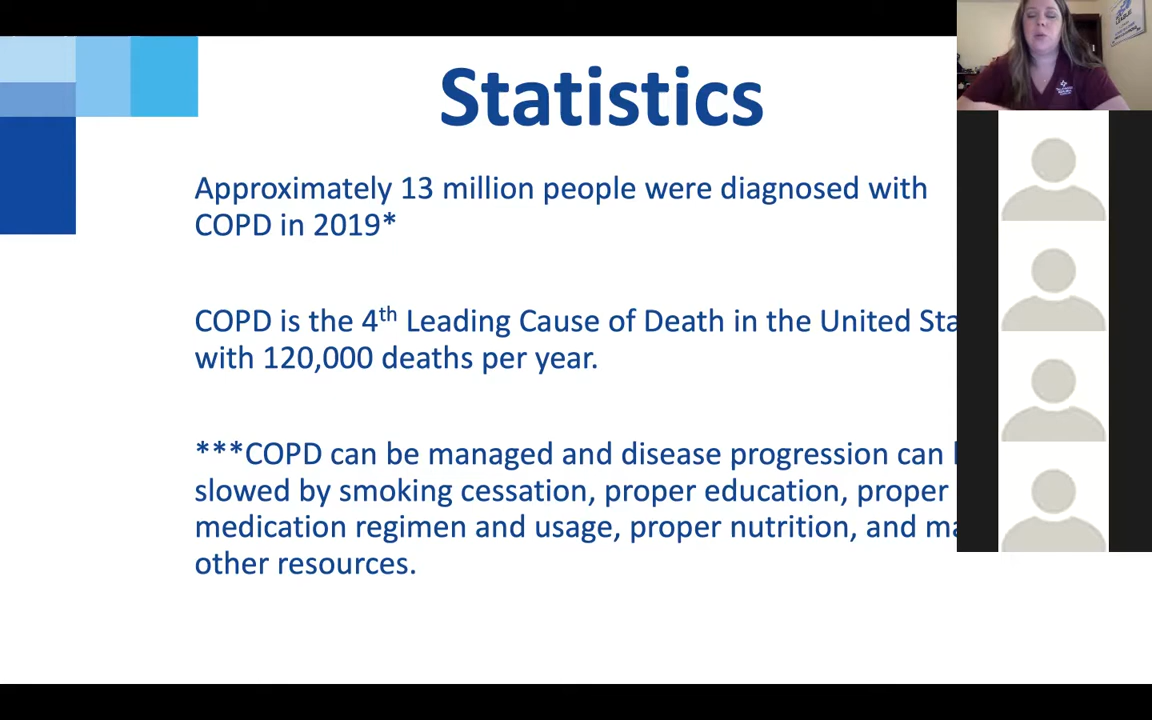 Statistics
Approximately 13 million people were diagnosed with
COPD in 2019*
COPD is the 4th Leading Cause of Death in the United
with 120,000 deaths per year.
***COPD can be managed and disease progression can
slowed by smoking cessation, proper education, proper
medication regimen and usage, proper nutrition, and
other resources.